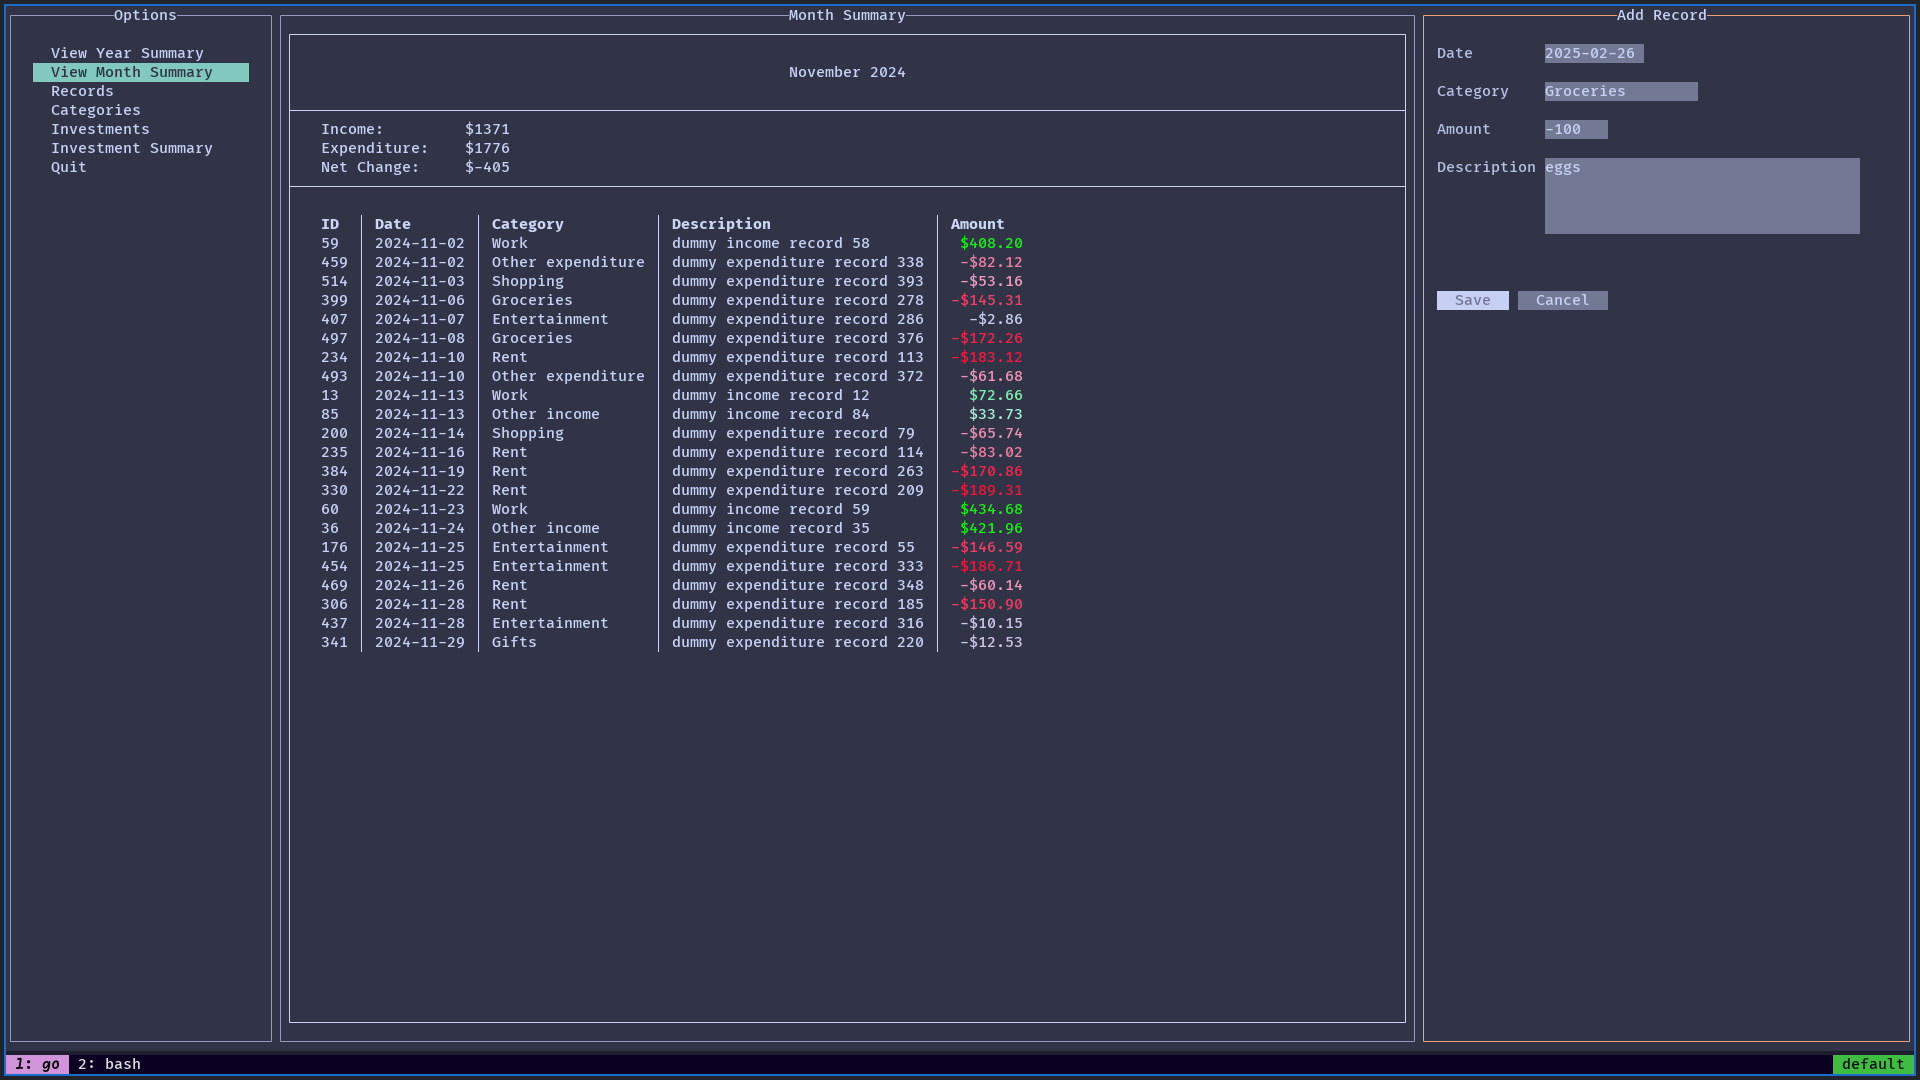 Options
View Year Summary
View Month Summary
Records
Categories
Investments
Investment Summary
Quit
Month Summary
November 2024
Income: $1371
Expenditure: $1776
Net Change: $-405
ID Date Category Description Amount
59 2024-11-02 Work dummy income record 58 $408.20
459 2024-11-02 Other expenditure dummy expenditure record 338 -$82.12
514 2024-11-03 Shopping dummy expenditure record 393 -$53.16
399 2024-11-06 Groceries dummy expenditure record 278 -$145.31
407 2024-11-07 Entertainment dummy expenditure record 286 -$2.86
497 2024-11-08 Groceries dummy expenditure record 376 -$172.26
234 2024-11-10 Rent dummy expenditure record 113 -$183.12
493 2024-11-10 Other expenditure dummy expenditure record 372 -$61.68
13 2024-11-13 Work dummy income record 12 $72.66
85 2024-11-13 Other income dummy income record 84 $33.73
200 2024-11-14 Shopping dummy expenditure record 79 -$65.74
235 2024-11-16 Rent dummy expenditure record 114 -$83.02
384 2024-11-19 Rent dummy expenditure record 263 -$170.86
330 2024-11-22 Rent dummy expenditure record 209 -$189.31
60 2024-11-23 Work dummy income record 59 $434.68
36 2024-11-24 Other income dummy income record 35 $421.96
176 2024-11-25 Entertainment dummy expenditure record 55 -$146.59
454 2024-11-25 Entertainment dummy expenditure record 333 -$186.71
469 2024-11-26 Rent dummy expenditure record 348 -$60.14
306 2024-11-28 Rent dummy expenditure record 185 -$150.90
437 2024-11-28 Entertainment dummy expenditure record 316 -$10.15
341 2024-11-29 Gifts dummy expenditure record 220 -$12.53
Add Record
Date 2025-02-26
Category Groceries
Amount -100
Description eggs
Save Cancel
1: go 2: bash default